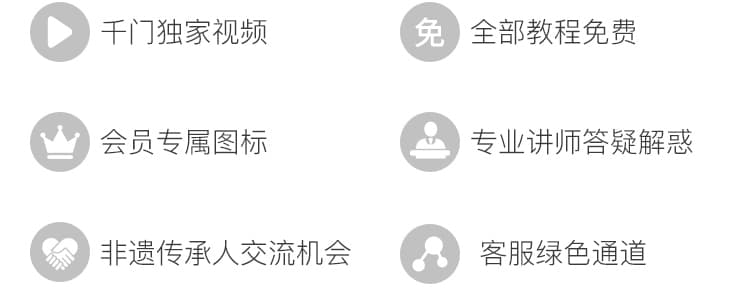 千门独家视频
免 全部教程免费
会员专属图标
专业讲师答疑解惑
非遗传承人交流机会
客服绿色通道